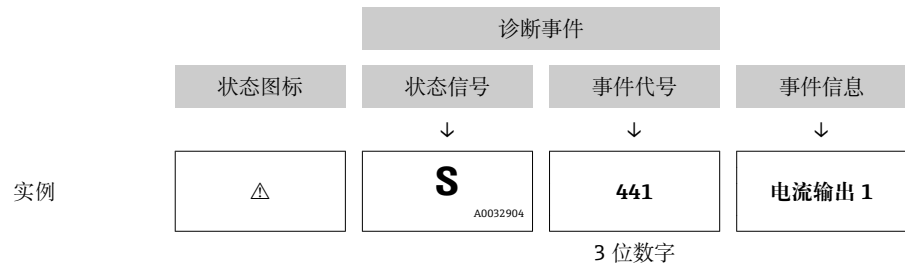 诊断事件
状态图标 状态信号 事件代号 事件信息
↓ ↓ ↓
实例 ⚠ S 441 电流输出 1
A0032904
3 位数字